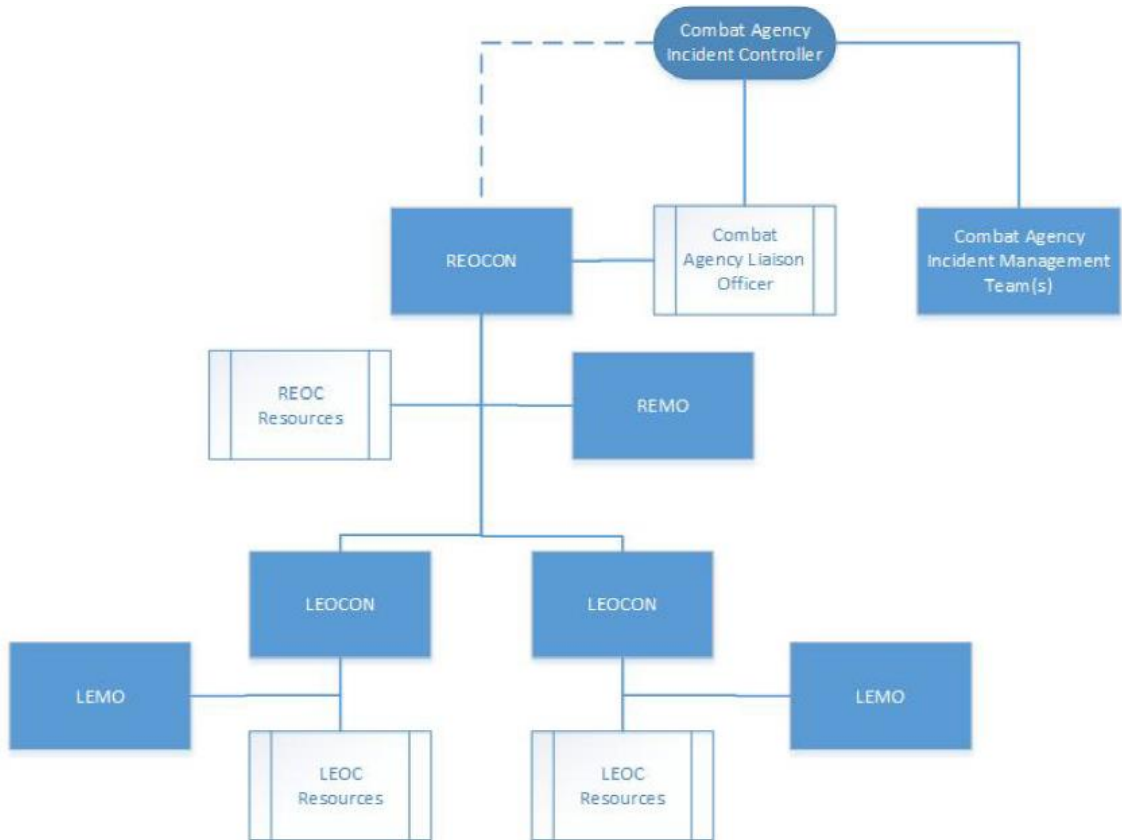 Combat Agency
Incident Controller
REOCON
Combat
Agency Liaison
Officer
Combat Agency
Incident Management
Team(s)
REOC
Resources
REMO
LEOCON
LEOCON
LEMO
LEMO
LEOC
Resources
LEOC
Resources